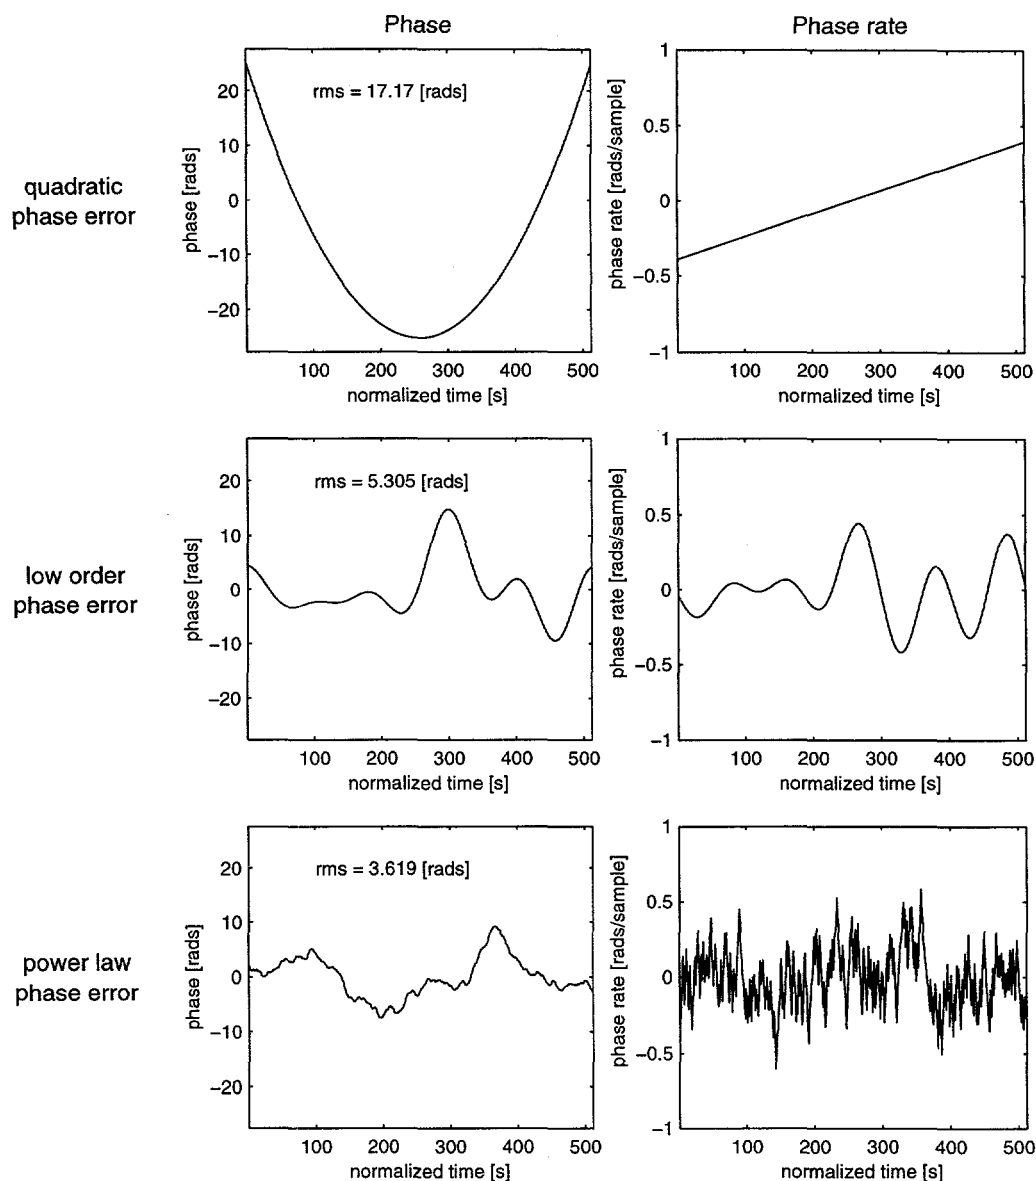 Phase
Phase rate
quadratic
phase error
phase [rads]
20
10
0
−10
−20
rms = 17.17 [rads]
100 200 300 400 500
normalized time [s]
phase rate [rads/sample]
1
0.5
0
−0.5
−1
100 200 300 400 500
normalized time [s]
low order
phase error
phase [rads]
20
10
0
−10
−20
rms = 5.305 [rads]
100 200 300 400 500
normalized time [s]
phase rate [rads/sample]
1
0.5
0
−0.5
−1
100 200 300 400 500
normalized time [s]
power law
phase error
phase [rads]
20
10
0
−10
−20
rms = 3.619 [rads]
100 200 300 400 500
normalized time [s]
phase rate [rads/sample]
1
0.5
0
−0.5
−1
100 200 300 400 500
normalized time [s]